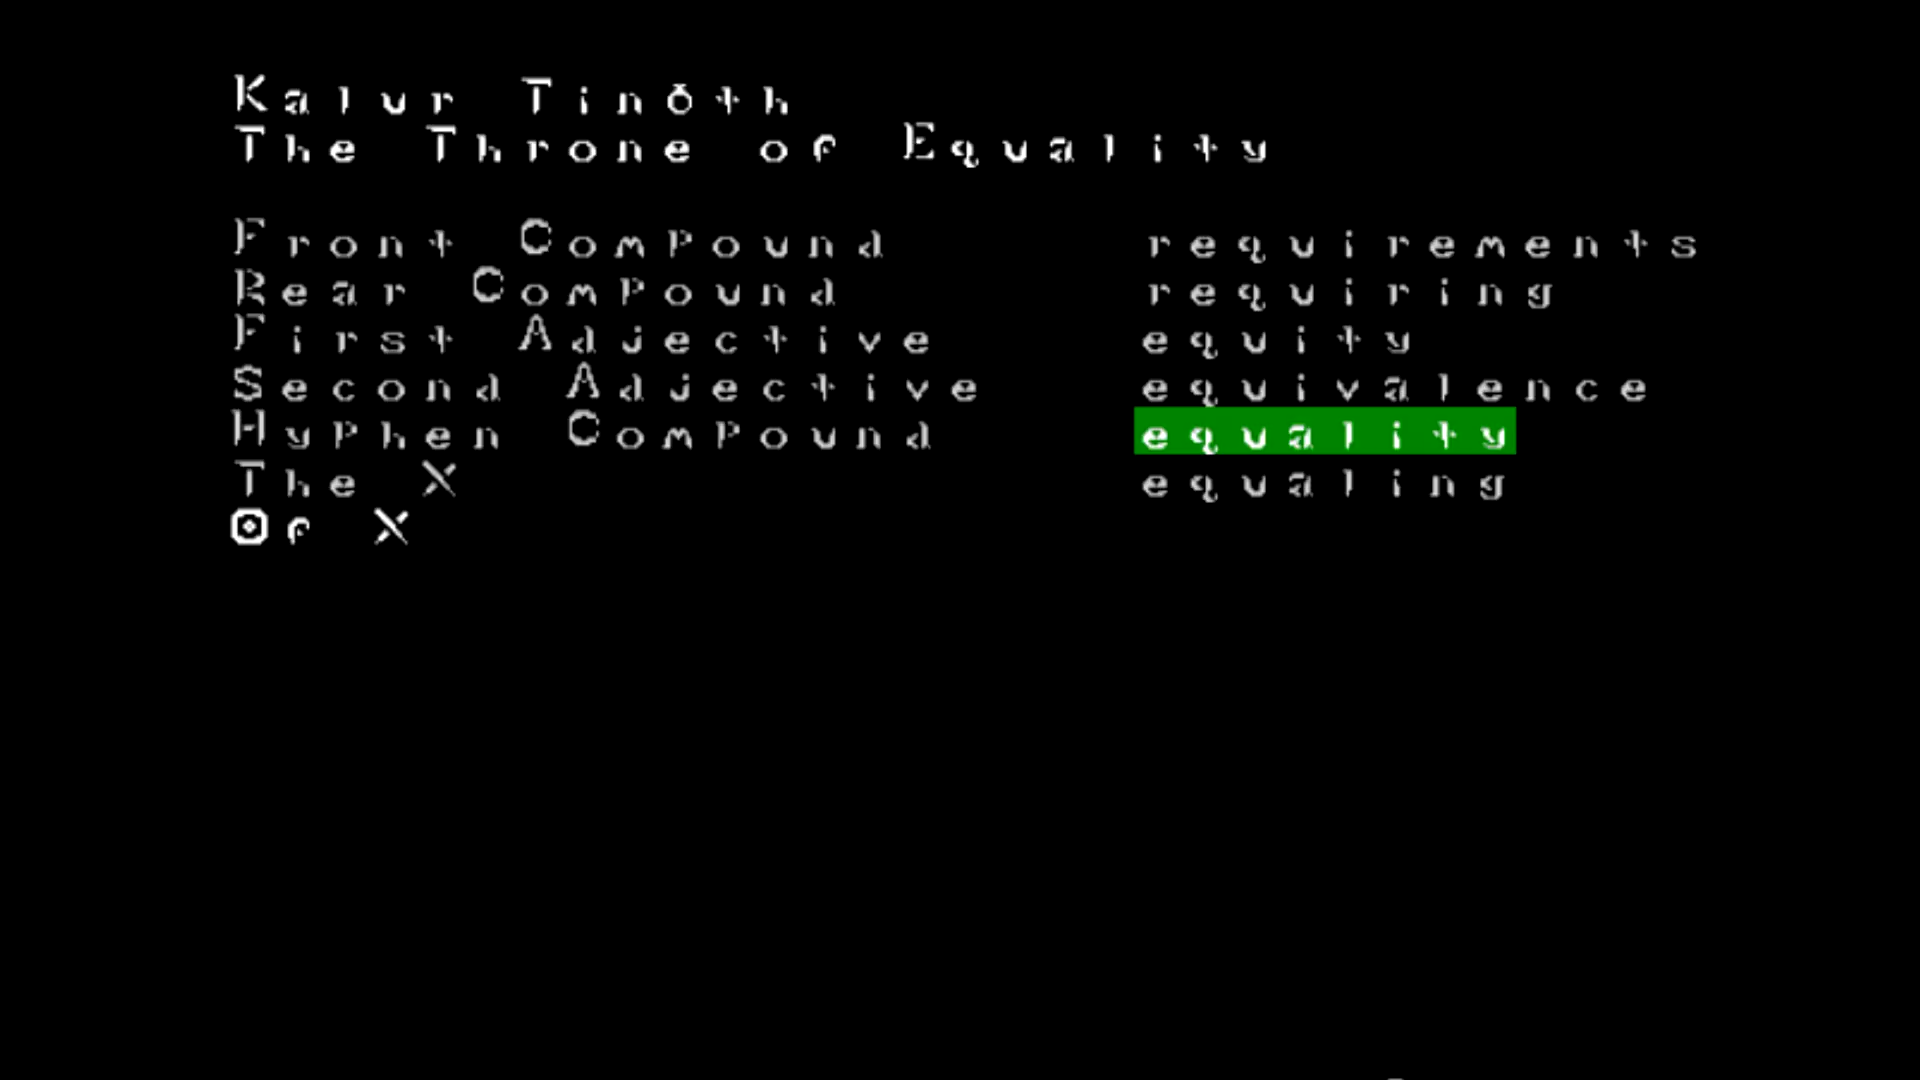 Kalur Tinöth
The Throne of Equality
Front Compound
Rear Compound
First Adjective
Second Adjective
Hyphen Compound
The X
Of X
requirements
requiring
equity
equivalence
equality
equaling